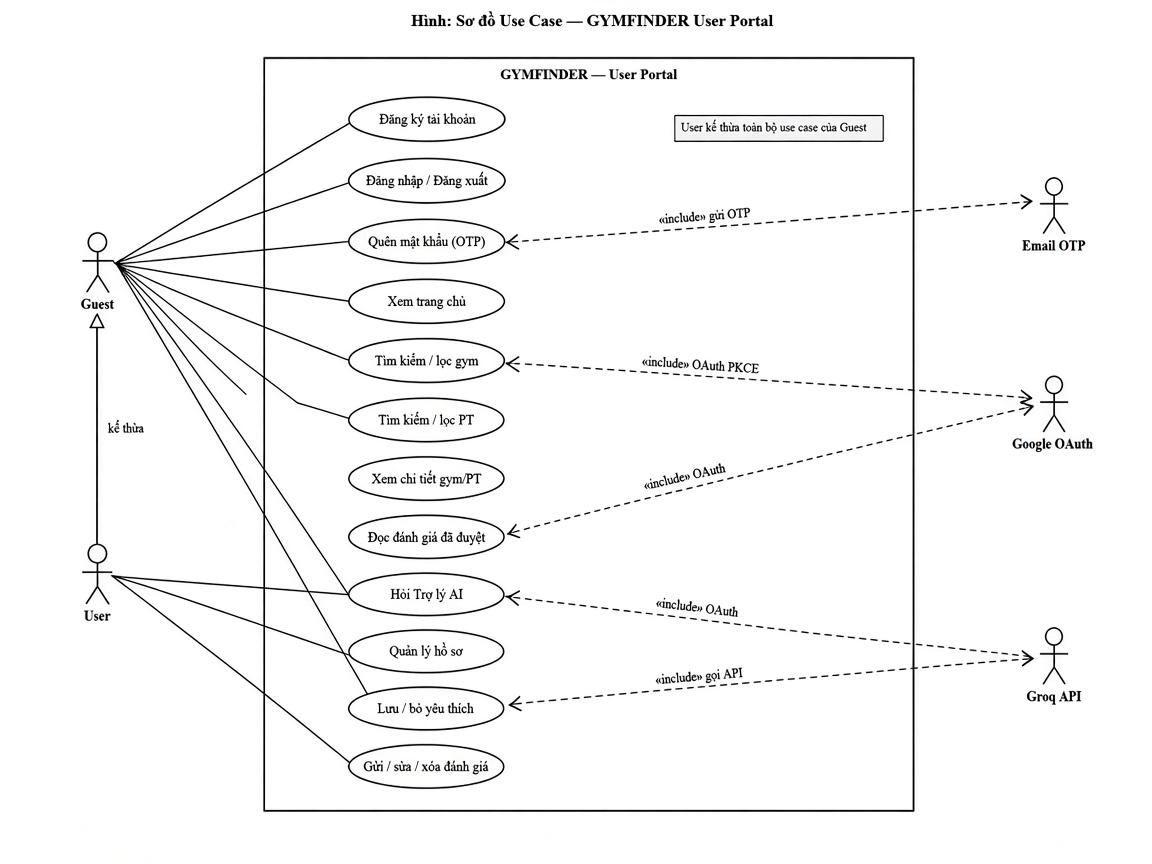 Hình: Sơ đồ Use Case — GYMFINDER User Portal
GYMFINDER — User Portal
User kế thừa toàn bộ use case của Guest
Đăng ký tài khoản
Đăng nhập / Đăng xuất
Quên mật khẩu (OTP)
Xem trang chủ
Tìm kiếm / lọc gym
Tìm kiếm / lọc PT
Xem chi tiết gym/PT
Đọc đánh giá đã duyệt
Hỏi Trợ lý AI
Quản lý hồ sơ
Lưu / bỏ yêu thích
Gửi / sửa / xóa đánh giá
Guest
kế thừa
User
«include» gửi OTP
«include» OAuth PKCE
«include» OAuth
«include» OAuth
«include» gọi API
Email OTP
Google OAuth
Groq API